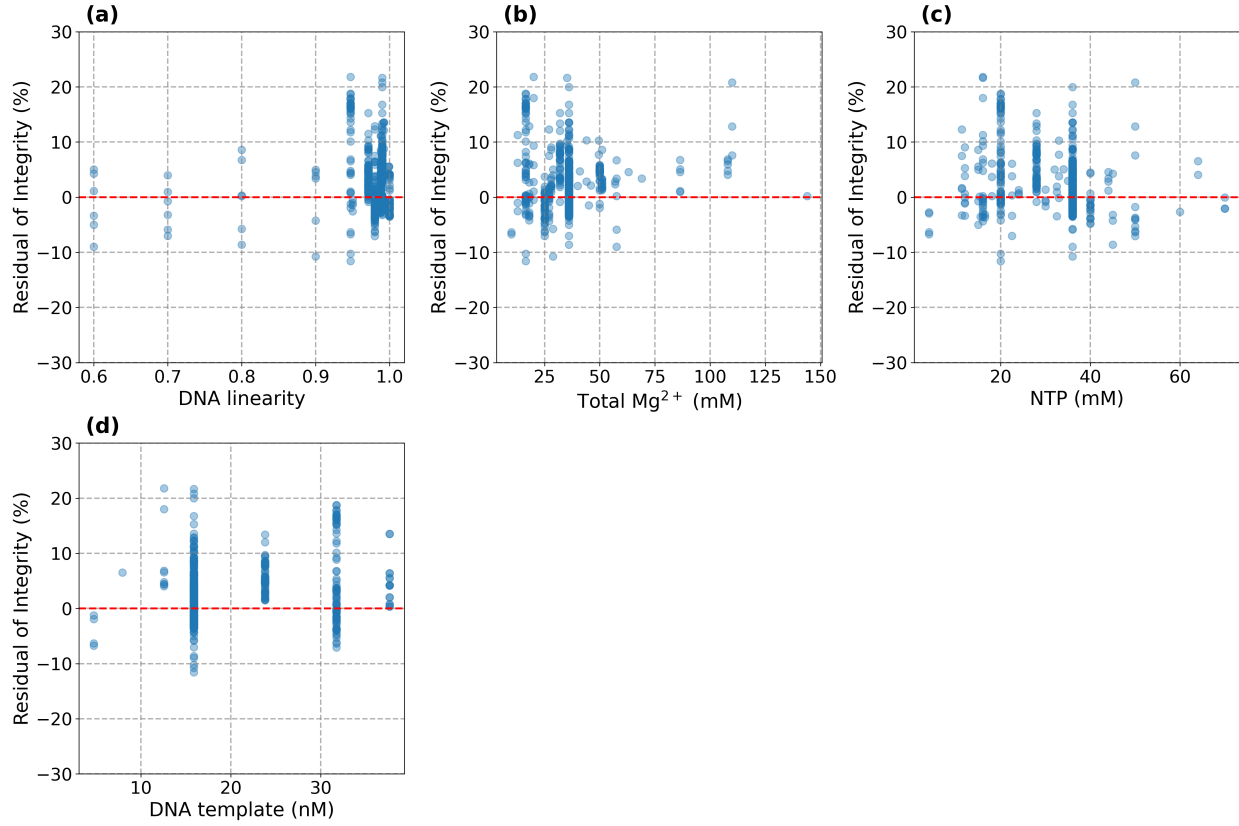 (a)
30
20
10
0
−10
−20
−30
Residual of Integrity (%)
0.6 0.7 0.8 0.9 1.0
DNA linearity
(b)
30
20
10
0
−10
−20
−30
Residual of Integrity (%)
25 50 75 100 125 150
Total Mg²⁺ (mM)
(c)
30
20
10
0
−10
−20
−30
Residual of Integrity (%)
20 40 60
NTP (mM)
(d)
30
20
10
0
−10
−20
−30
Residual of Integrity (%)
10 20 30
DNA template (nM)